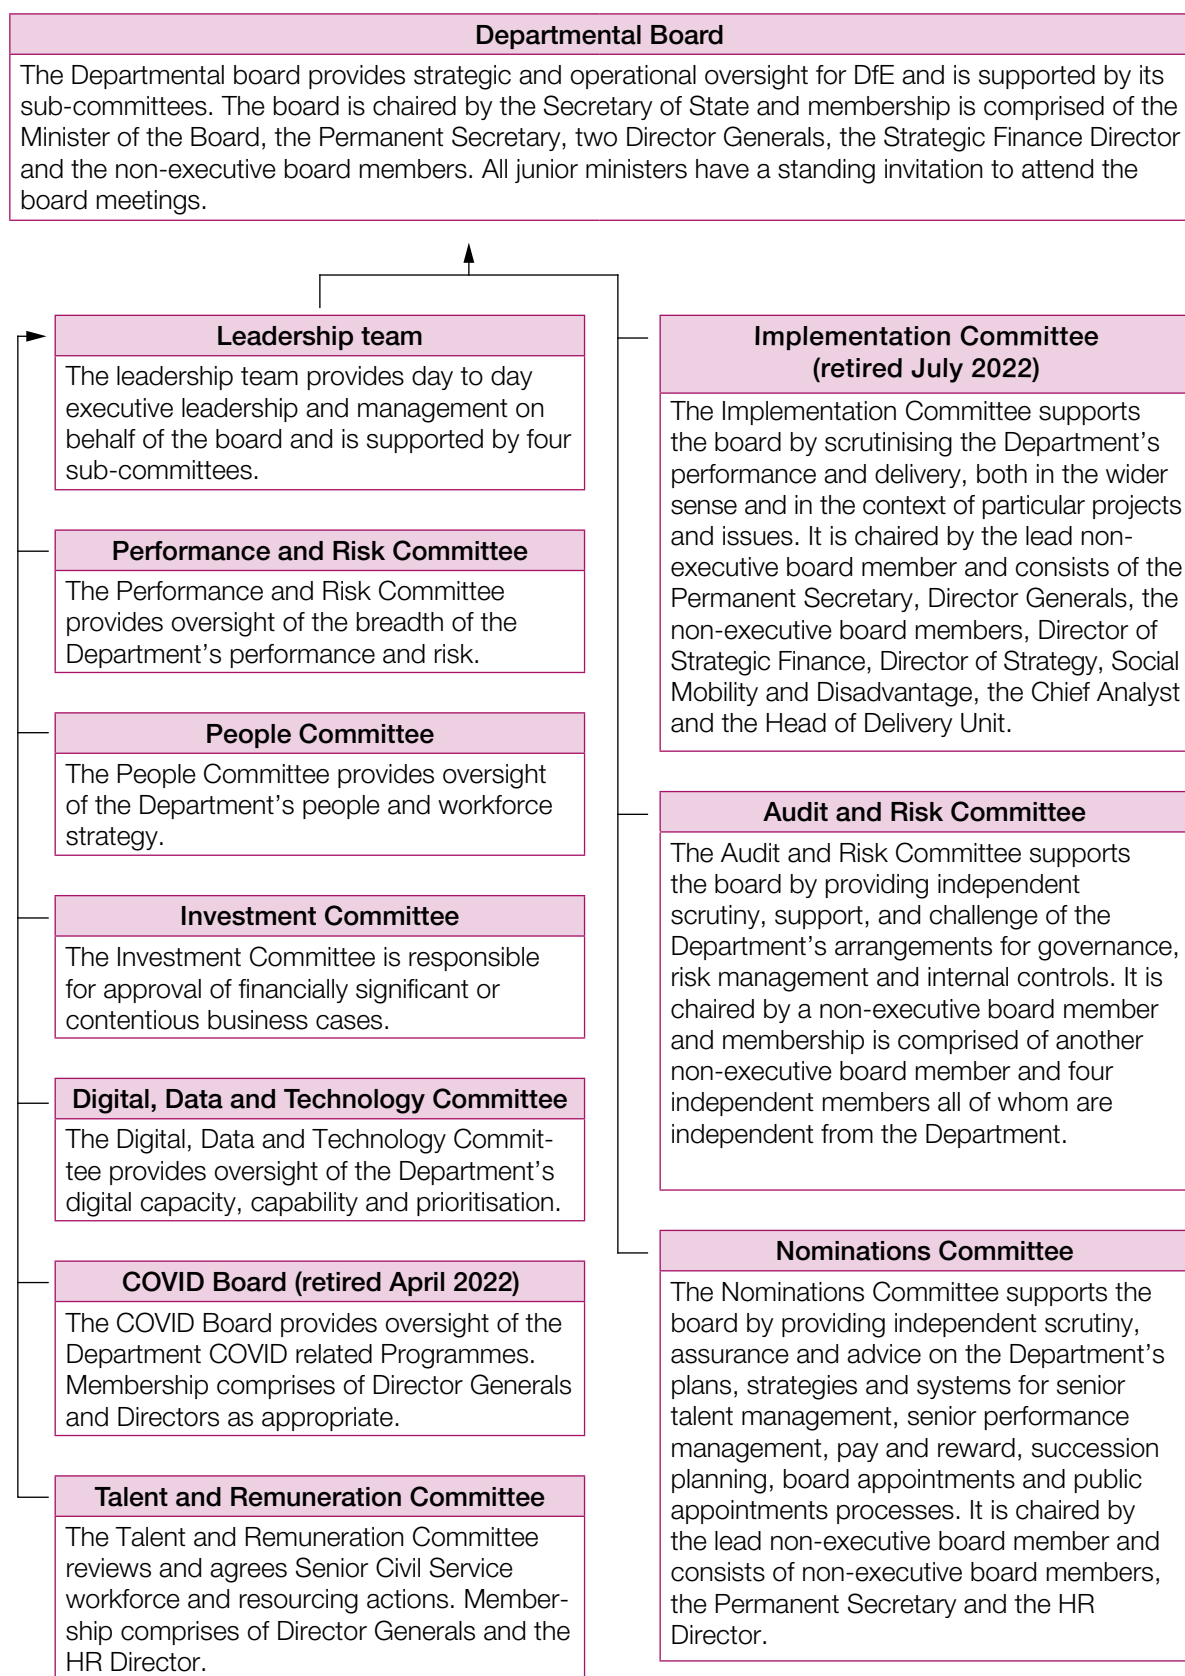 Departmental Board
The Departmental board provides strategic and operational oversight for DfE and is supported by its
sub-committees. The board is chaired by the Secretary of State and membership is comprised of the
Minister of the Board, the Permanent Secretary, two Director Generals, the Strategic Finance Director
and the non-executive board members. All junior ministers have a standing invitation to attend the
board meetings.
Leadership team
The leadership team provides day to day
executive leadership and management on
behalf of the board and is supported by four
sub-committees.
Performance and Risk Committee
The Performance and Risk Committee
provides oversight of the breadth of the
Department's performance and risk.
People Committee
The People Committee provides oversight
of the Department's people and workforce
strategy.
Investment Committee
The Investment Committee is responsible
for approval of financially significant or
contentious business cases.
Digital, Data and Technology Committee
The Digital, Data and Technology Commit-
tee provides oversight of the Department's
digital capacity, capability and prioritisation.
COVID Board (retired April 2022)
The COVID Board provides oversight of the
Department COVID related Programmes.
Membership comprises of Director Generals
and Directors as appropriate.
Talent and Remuneration Committee
The Talent and Remuneration Committee
reviews and agrees Senior Civil Service
workforce and resourcing actions. Member-
ship comprises of Director Generals and the
HR Director.
Implementation Committee
(retired July 2022)
The Implementation Committee supports
the board by scrutinising the Department's
performance and delivery, both in the wider
sense and in the context of particular projects
and issues. It is chaired by the lead non-
executive board member and consists of the
Permanent Secretary, Director Generals, the
non-executive board members, Director of
Strategic Finance, Director of Strategy, Social
Mobility and Disadvantage, the Chief Analyst
and the Head of Delivery Unit.
Audit and Risk Committee
The Audit and Risk Committee supports
the board by providing independent
scrutiny, support, and challenge of the
Department's arrangements for governance,
risk management and internal controls. It is
chaired by a non-executive board member
and membership is comprised of another
non-executive board member and four
independent members all of whom are
independent from the Department.
Nominations Committee
The Nominations Committee supports the
board by providing independent scrutiny,
assurance and advice on the Department's
plans, strategies and systems for senior
talent management, senior performance
management, pay and reward, succession
planning, board appointments and public
appointments processes. It is chaired by
the lead non-executive board member and
consists of non-executive board members,
the Permanent Secretary and the HR
Director.